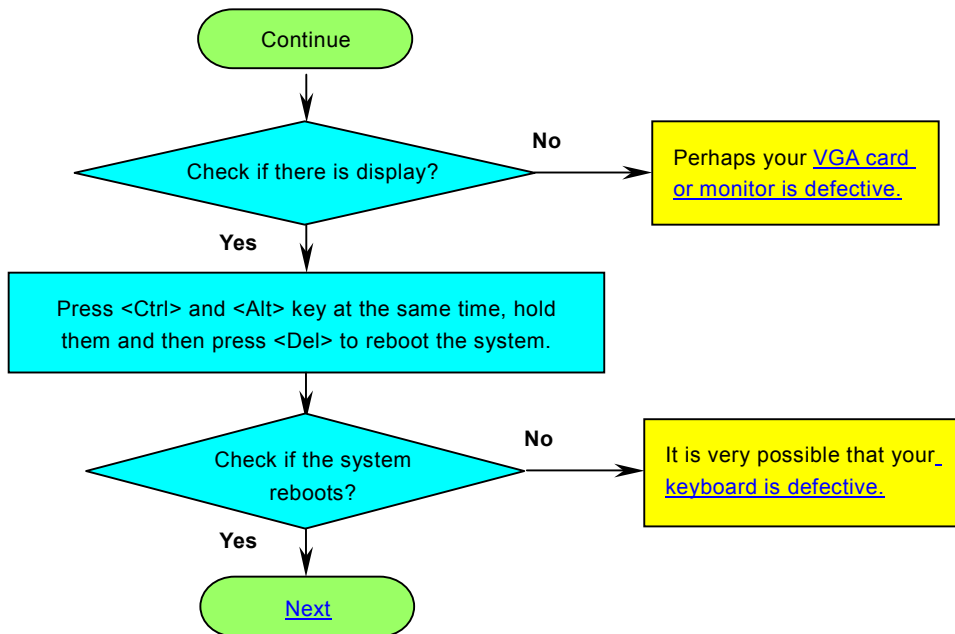 Continue
Check if there is display?
No
Perhaps your VGA card
or monitor is defective.
Yes
Press <Ctrl> and <Alt> key at the same time, hold
them and then press <Del> to reboot the system.
Check if the system
reboots?
No
It is very possible that your
keyboard is defective.
Yes
Next